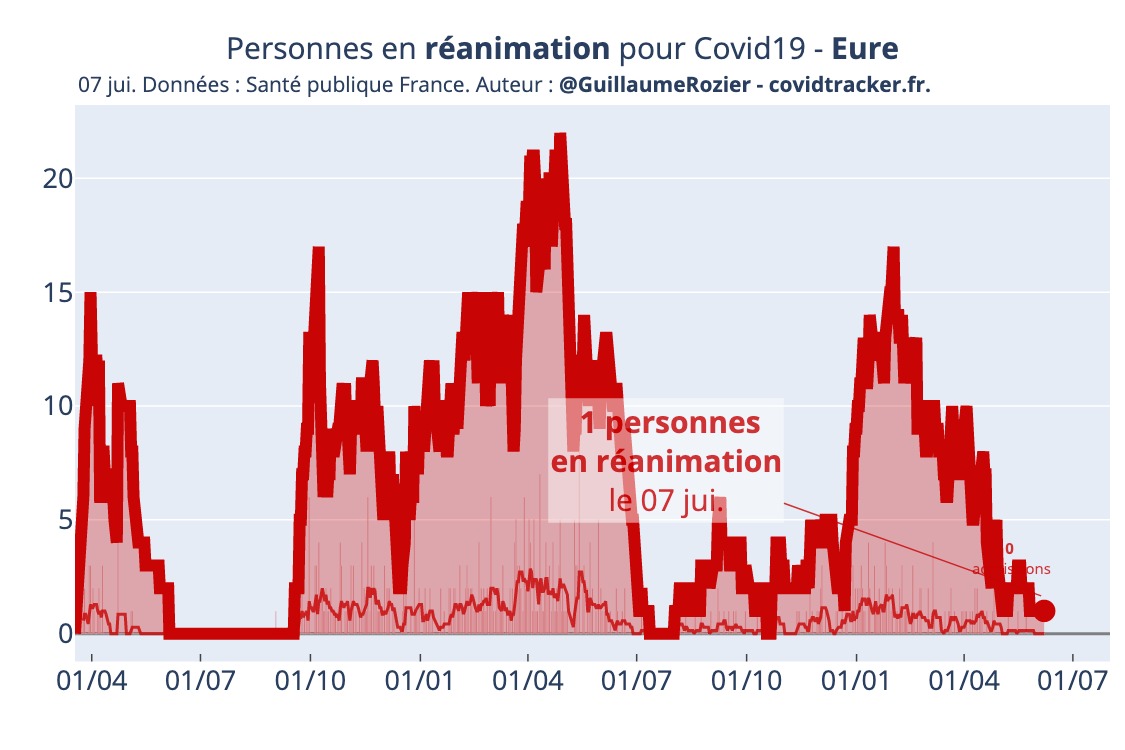 Personnes en réanimation pour Covid19 - Eure
07 jui. Données : Santé publique France. Auteur : @GuillaumeRozier - covidtracker.fr.
20
15
10
5
0
1 personnes
en réanimation
le 07 jui.
0
admissions
01/04 01/07 01/10 01/01 01/04 01/07 01/10 01/01 01/04 01/07